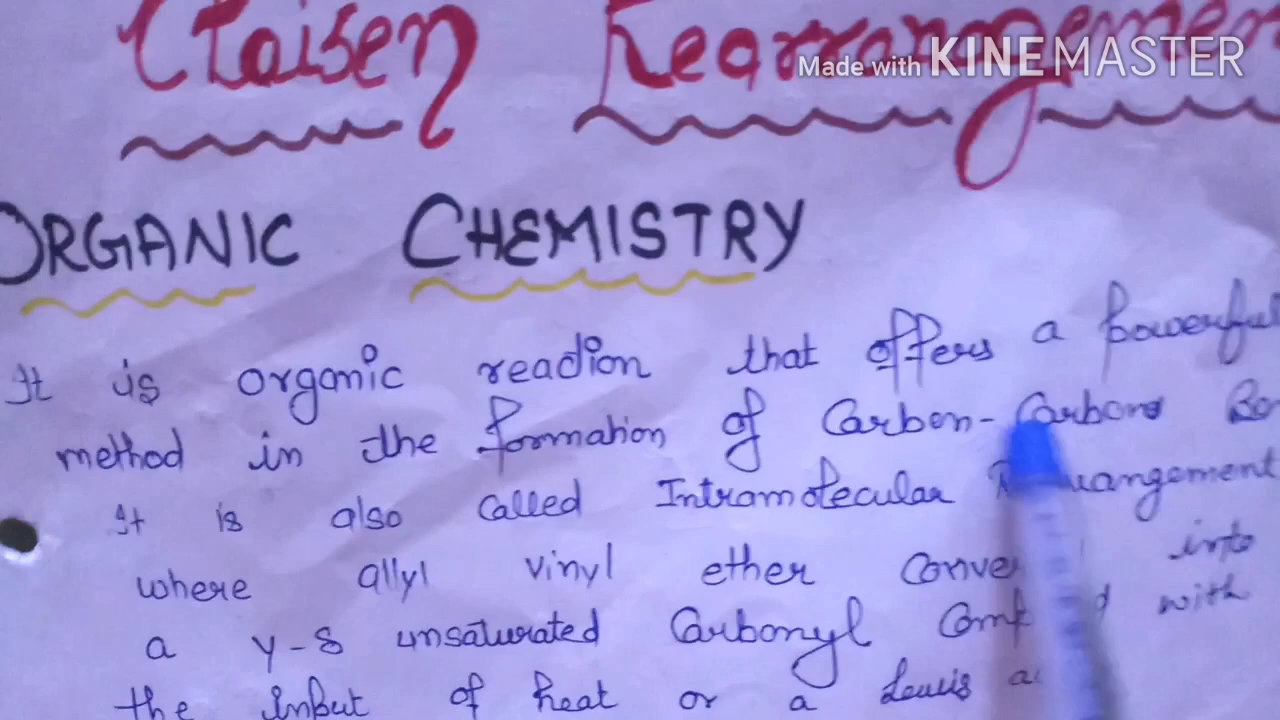 Claisen Rearrangemen
Made with KINEMASTER
ORGANIC CHEMISTRY
It is organic reaction that offers a powerful
method in the formation of Carbon-Carbon Bo
It is also called Intramolecular
where allyl vinyl ether into
a γ-δ unsaturated Carbonyl with
the input of heat or a Lewis